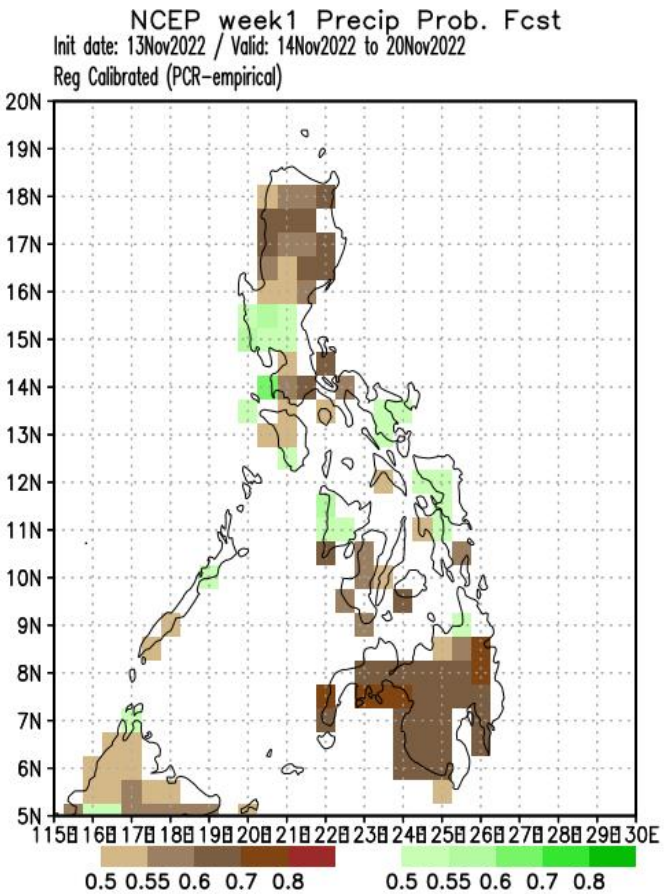 NCEP week1 Precip Prob. Fcst
Init date: 13Nov2022 / Valid: 14Nov2022 to 20Nov2022
Reg Calibrated (PCR-empirical)
20N
19N
18N
17N
16N
15N
14N
13N
12N
11N
10N
9N
8N
7N
6N
5N
115E 116E 117E 118E 119E 120E 121E 122E 123E 124E 125E 126E 127E 128E 129E 130E
0.5 0.55 0.6 0.7 0.8 0.5 0.55 0.6 0.7 0.8